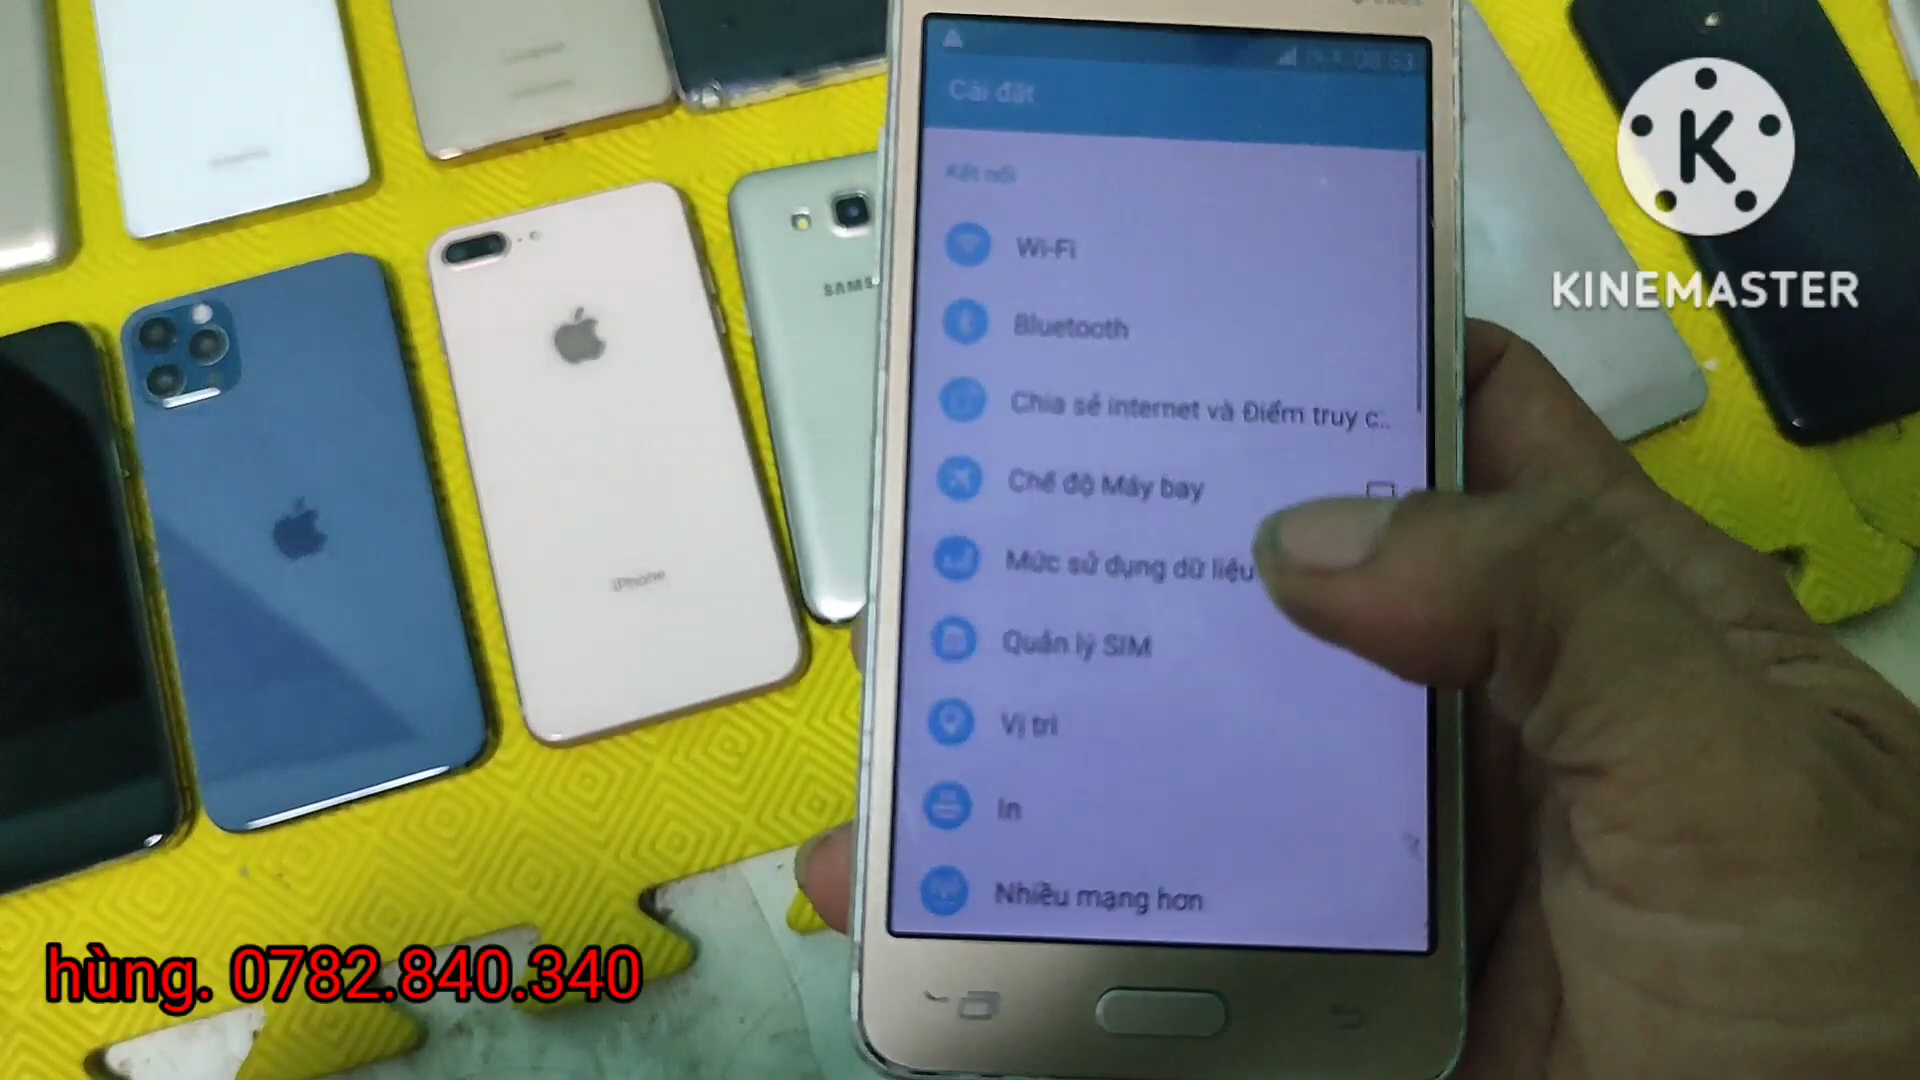 Cài đặt
Kết nối
Wi-Fi
Bluetooth
Chia sẻ internet và Điểm truy c..
Chế độ Máy bay
Mức sử dụng dữ liệu
Quản lý SIM
Vị trí
In
Nhiều mạng hơn
SAMS
iPhone
K
KINEMASTER
hùng. 0782.840.340